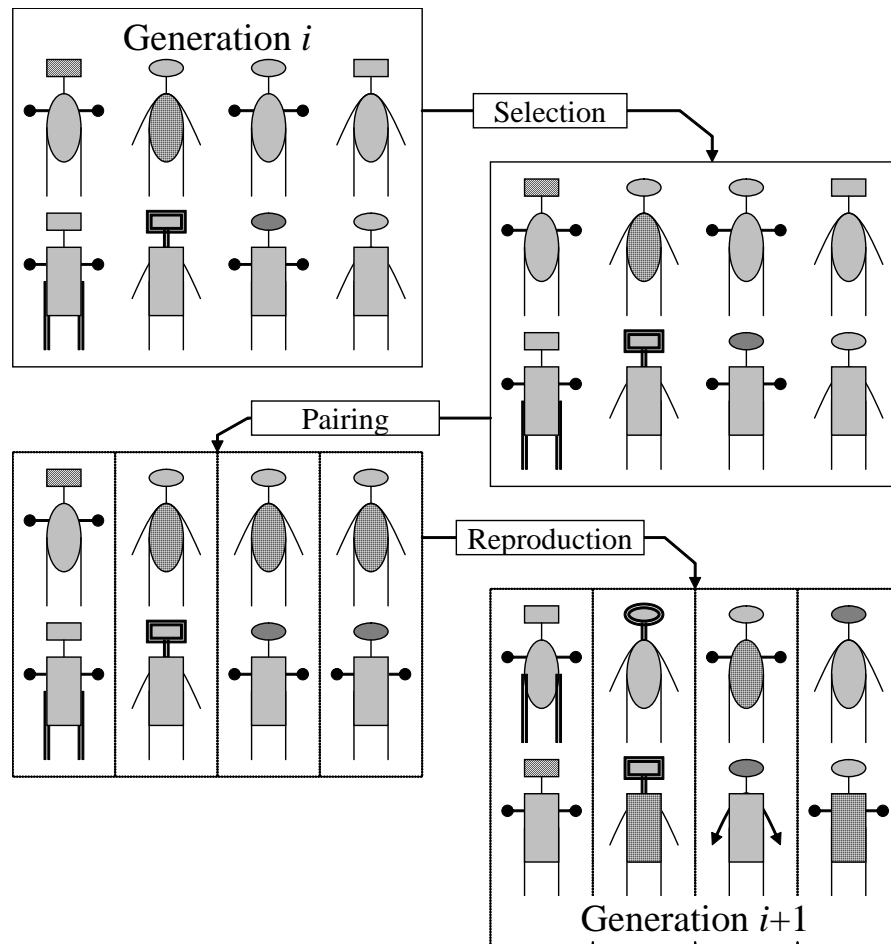 Generation i
Selection
Pairing
Reproduction
Generation i+1